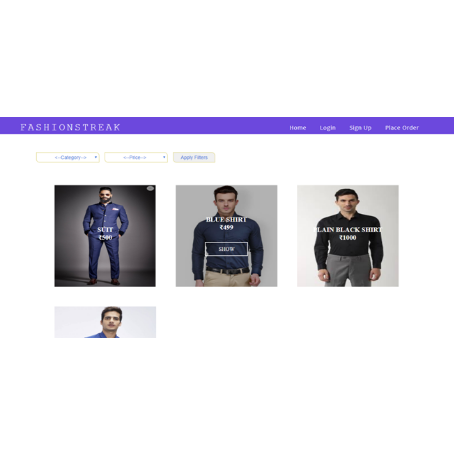 FASHIONSTREAK
Home Login Sign Up Place Order
<--Category-->
<--Price-->
Apply Filters
SUIT
₹500
BLUE SHIRT
₹499
SHOW
PLAIN BLACK SHIRT
₹1000